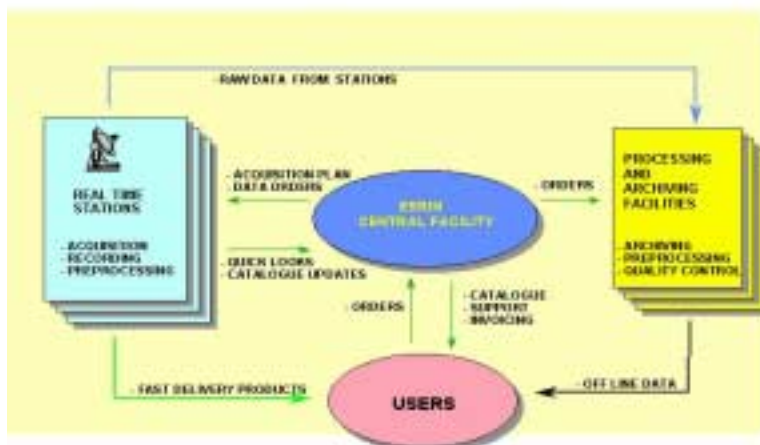 - RAW DATA FROM STATIONS
REAL TIME
STATIONS
- ACQUISITION
- RECORDING
- PREPROCESSING
- ACQUISITION PLAN
- DATA ORDERS
- QUICK LOOKS
- CATALOGUE UPDATES
ESRIN
CENTRAL FACILITY
- ORDERS
PROCESSING
AND
ARCHIVING
FACILITIES
- ARCHIVING
- PREPROCESSING
- QUALITY CONTROL
- ORDERS
- CATALOGUE
- SUPPORT
- INVOICING
- FAST DELIVERY PRODUCTS
USERS
- OFF LINE DATA